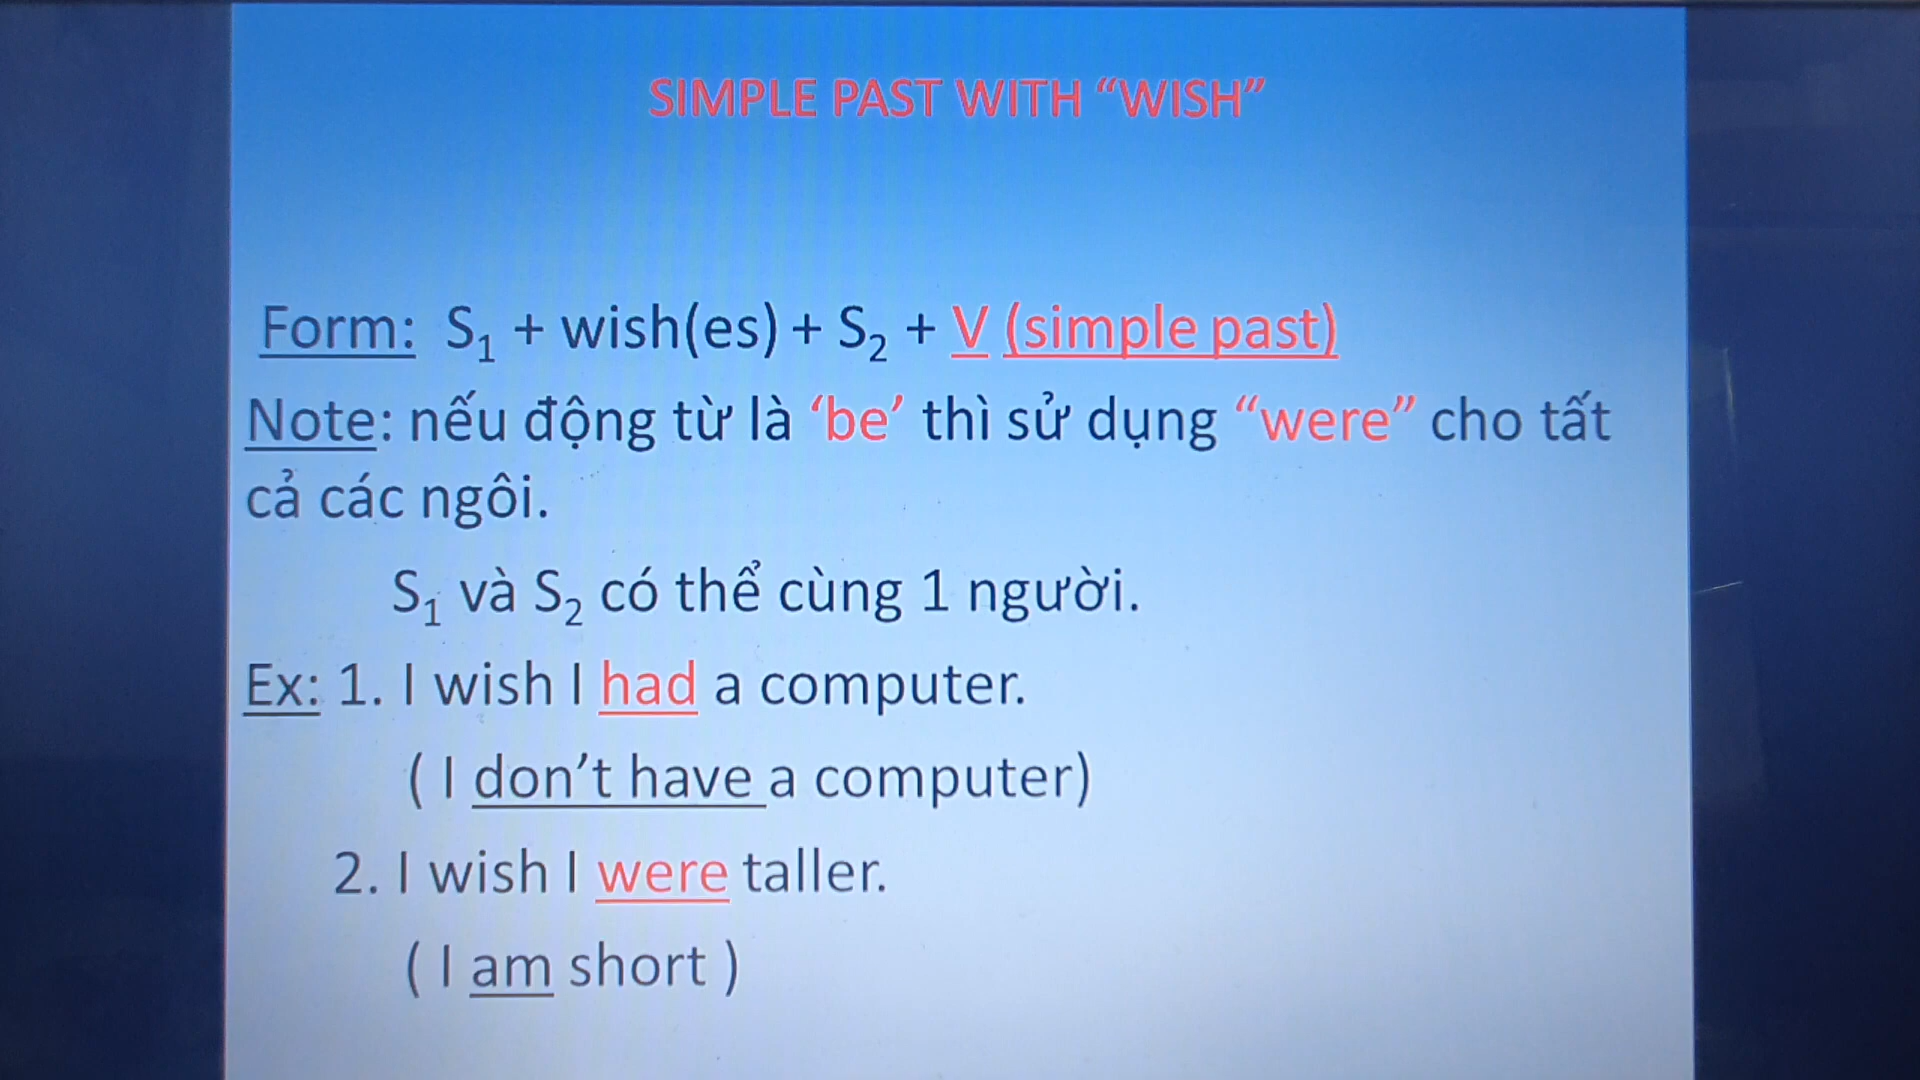 SIMPLE PAST WITH “WISH”
Form: S₁ + wish(es) + S₂ + V (simple past)
Note: nếu động từ là ‘be’ thì sử dụng “were” cho tất
cả các ngôi.
S₁ và S₂ có thể cùng 1 người.
Ex: 1. I wish I had a computer.
( I don’t have a computer)
2. I wish I were taller.
( I am short )